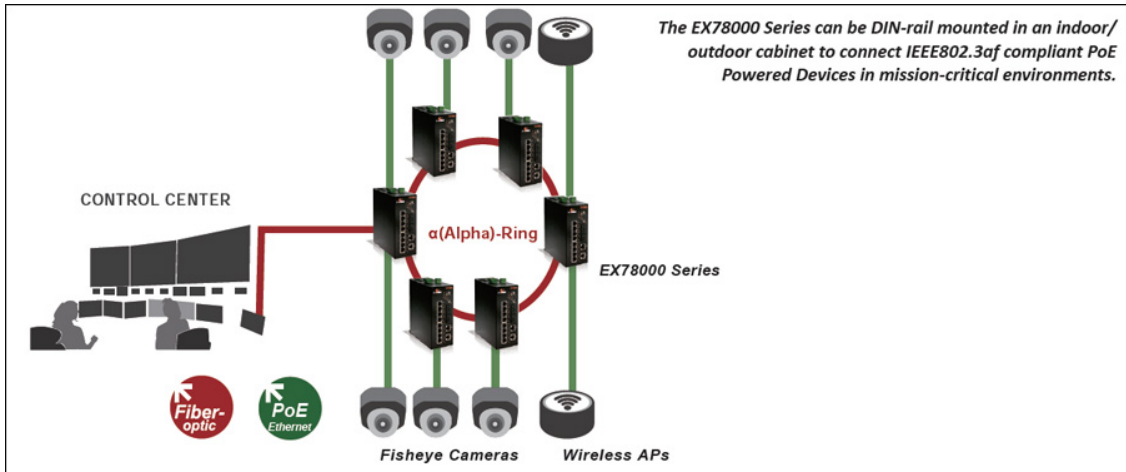 The EX78000 Series can be DIN-rail mounted in an indoor/
outdoor cabinet to connect IEEE802.3af compliant PoE
Powered Devices in mission-critical environments.
CONTROL CENTER
α(Alpha)-Ring
EX78000 Series
Fiber-
optic
PoE
Ethernet
Fisheye Cameras
Wireless APs